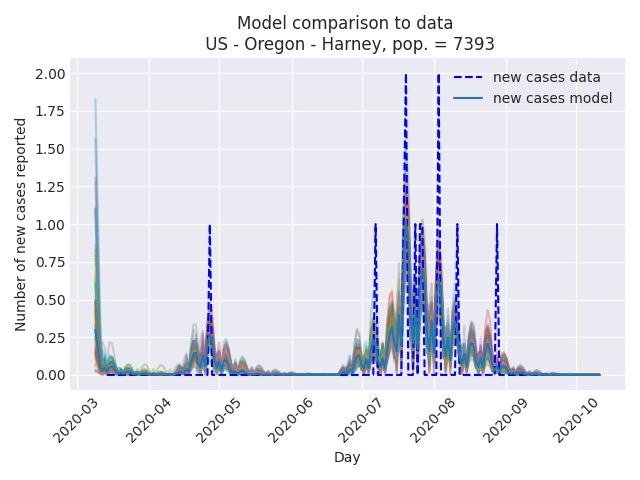 Model comparison to data
US - Oregon - Harney, pop. = 7393
Number of new cases reported
2.00
1.75
1.50
1.25
1.00
0.75
0.50
0.25
0.00
new cases data
new cases model
2020-03
2020-04
2020-05
2020-06
2020-07
2020-08
2020-09
2020-10
Day